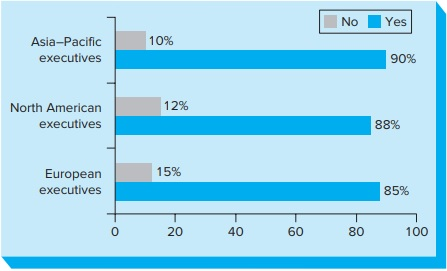 No Yes
Asia–Pacific
executives
10%
90%
North American
executives
12%
88%
European
executives
15%
85%
0 20 40 60 80 100